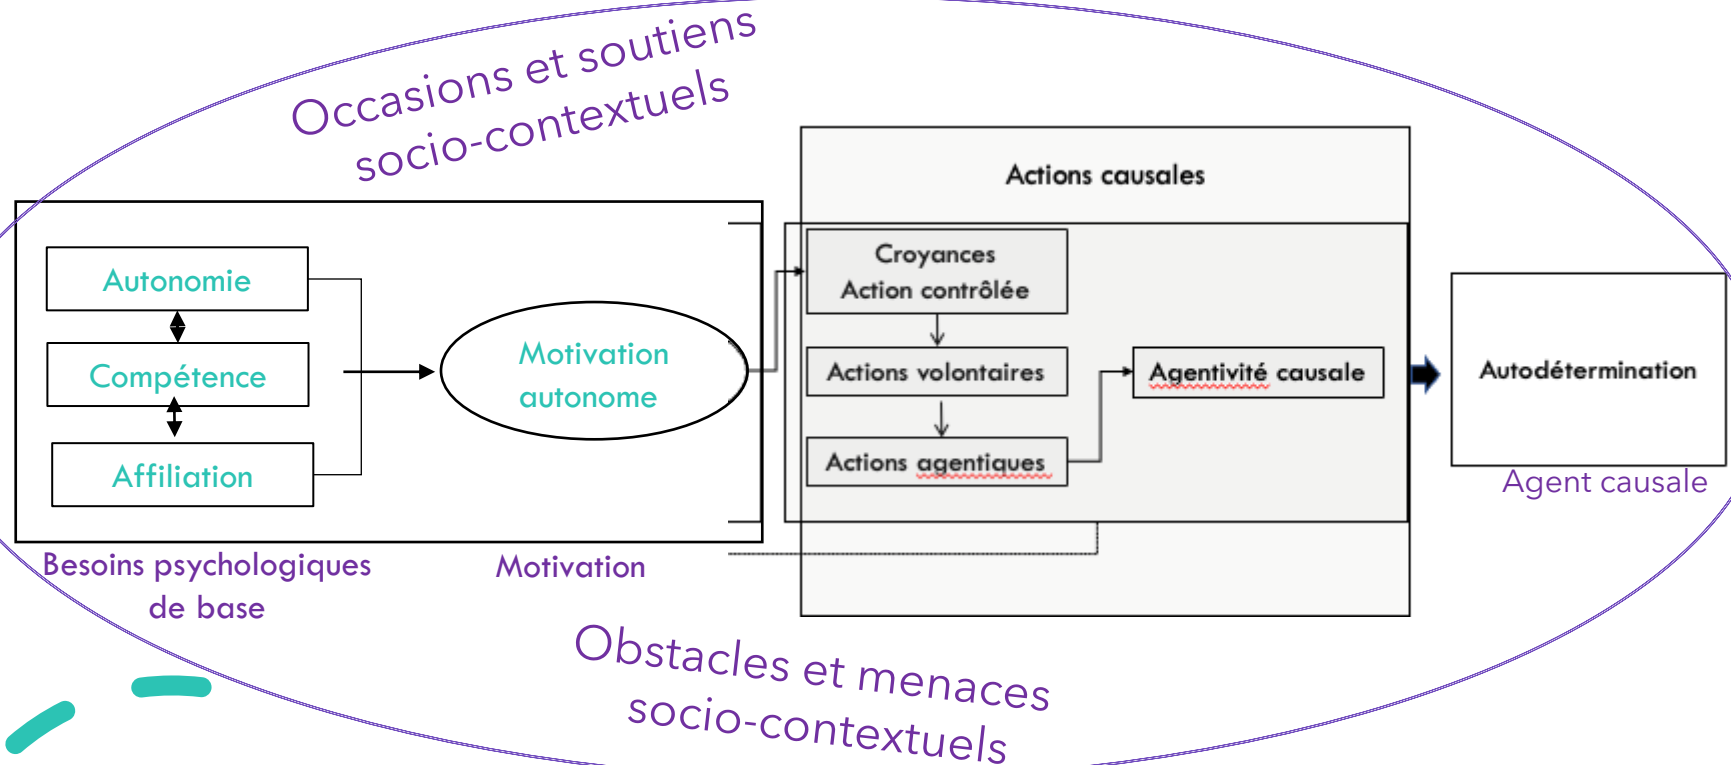 Occasions et soutiens
socio-contextuels
Autonomie
Compétence
Affiliation
Besoins psychologiques
de base
Motivation
autonome
Motivation
Actions causales
Croyances
Action contrôlée
Actions volontaires
Actions agentiques
Agentivité causale
Autodétermination
Agent causale
Obstacles et menaces
socio-contextuels